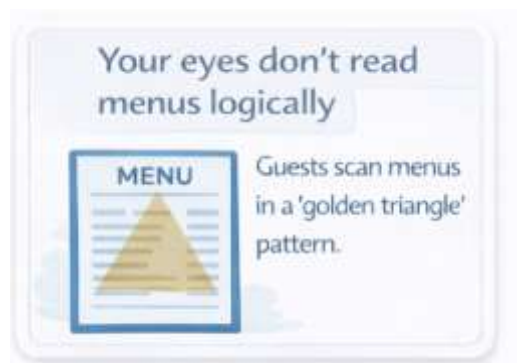 Your eyes don't read
menus logically
MENU
Guests scan menus
in a 'golden triangle'
pattern.